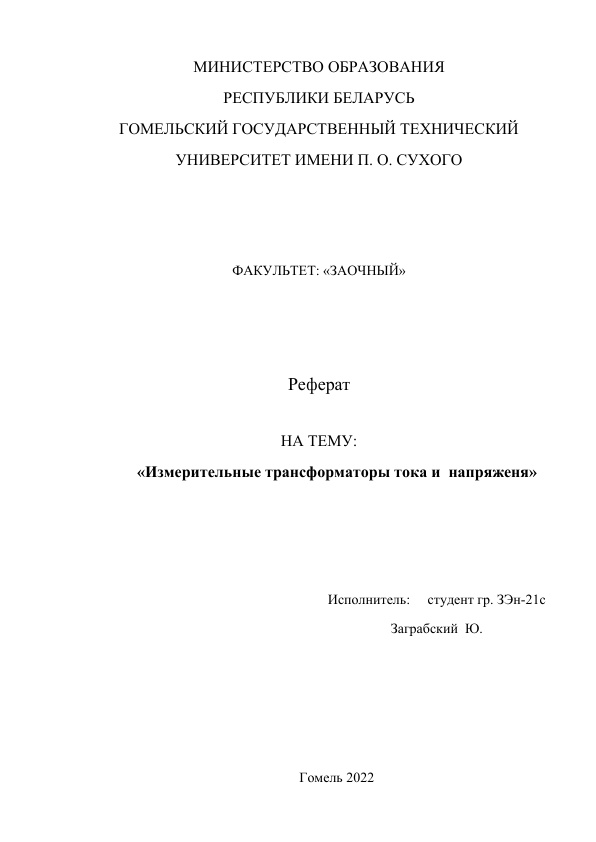 МИНИСТЕРСТВО ОБРАЗОВАНИЯ
РЕСПУБЛИКИ БЕЛАРУСЬ
ГОМЕЛЬСКИЙ ГОСУДАРСТВЕННЫЙ ТЕХНИЧЕСКИЙ
УНИВЕРСИТЕТ ИМЕНИ П. О. СУХОГО
ФАКУЛЬТЕТ: «ЗАОЧНЫЙ»
Реферат
НА ТЕМУ:
«Измерительные трансформаторы тока и  напряженя»
Исполнитель:    студент гр. ЗЭн-21с
Заграбский  Ю.
Гомель 2022